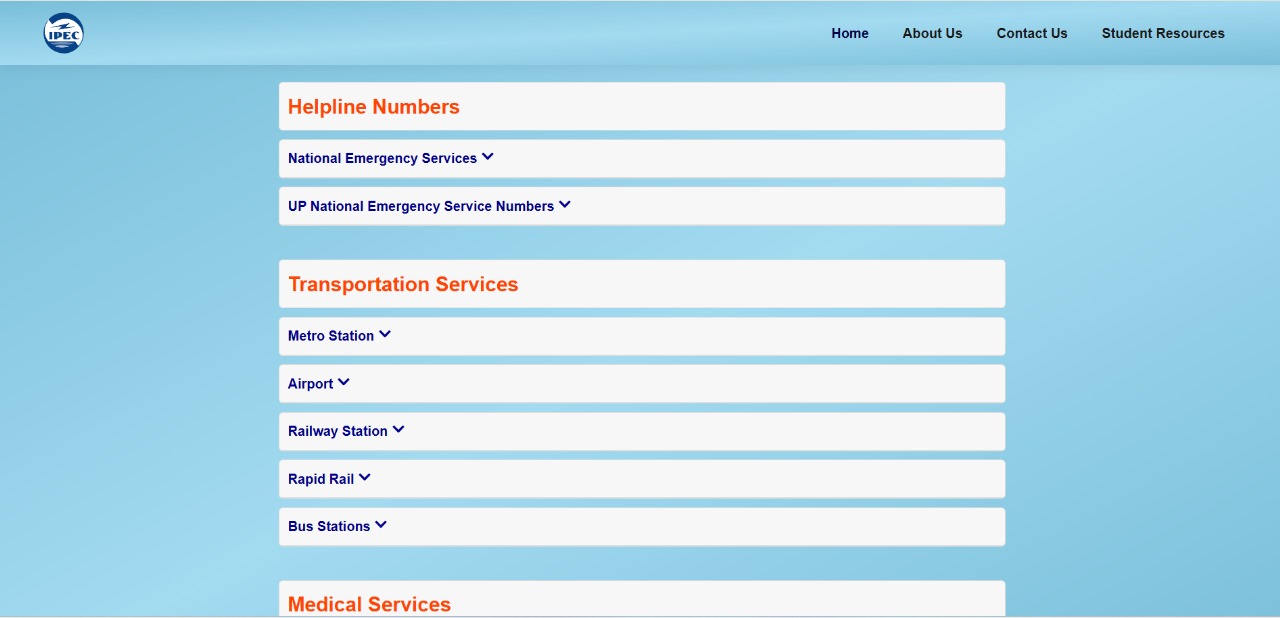 IPEC
Home About Us Contact Us Student Resources
Helpline Numbers
National Emergency Services
UP National Emergency Service Numbers
Transportation Services
Metro Station
Airport
Railway Station
Rapid Rail
Bus Stations
Medical Services